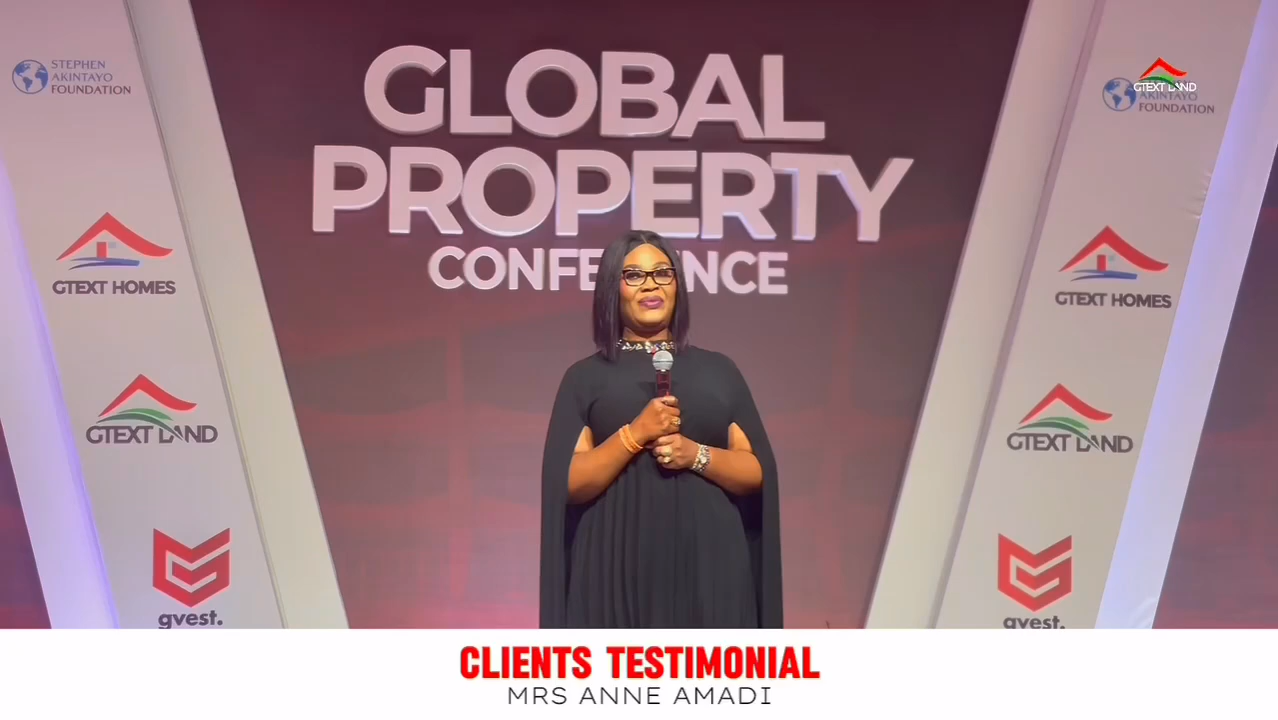 GLOBAL
PROPERTY
CONFE NCE
STEPHEN
AKINTAYO
FOUNDATION
GTEXT HOMES
GTEXT LAND
gvest.
GTEXT LAND
AKINTAYO
FOUNDATION
GTEXT HOMES
GTEXT LAND
gvest.
CLIENTS TESTIMONIAL
MRS ANNE AMADI